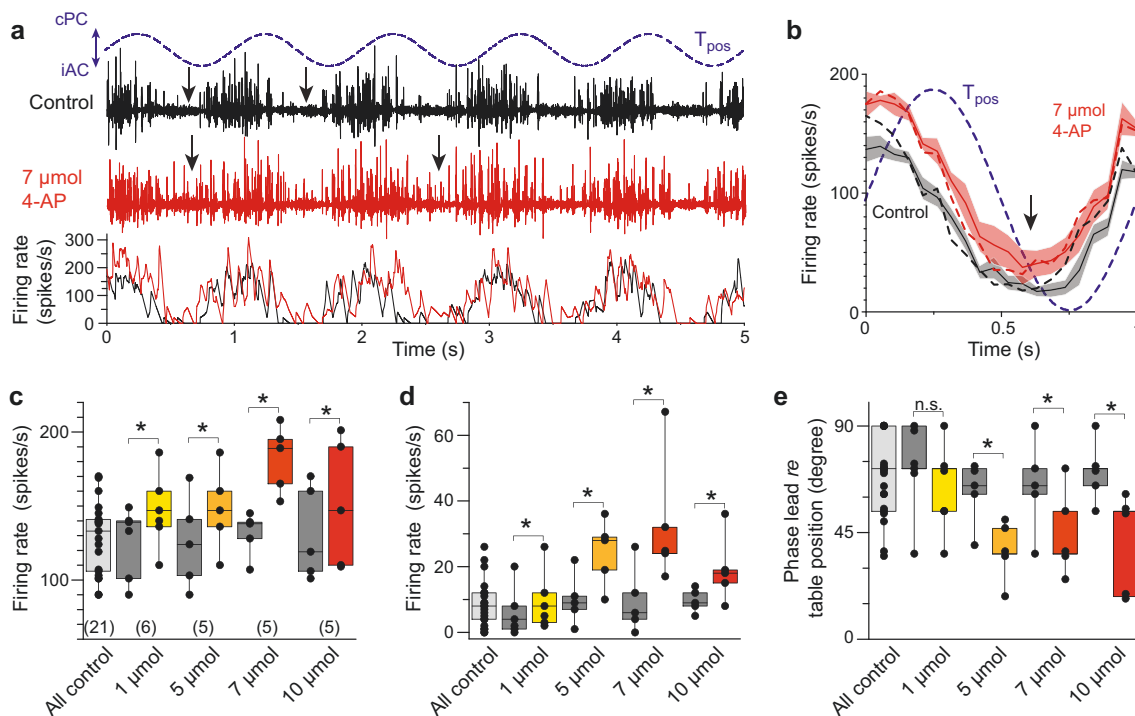 a
cPC
iAC
T_pos
Control
7 µmol
4-AP
Firing rate
(spikes/s)
300
200
100
0
0 1 2 3 4 5
Time (s)
b
Firing rate (spikes/s)
200
100
0
T_pos
7 µmol
4-AP
Control
0 0.5 1
Time (s)
c
Firing rate (spikes/s)
200
100
* * * *
(21) (6) (5) (5) (5)
All control 1 µmol 5 µmol 7 µmol 10 µmol
d
Firing rate (spikes/s)
80
60
40
20
0
* * * *
All control 1 µmol 5 µmol 7 µmol 10 µmol
e
Phase lead re
table position (degree)
90
45
0
n.s. * * *
All control 1 µmol 5 µmol 7 µmol 10 µmol